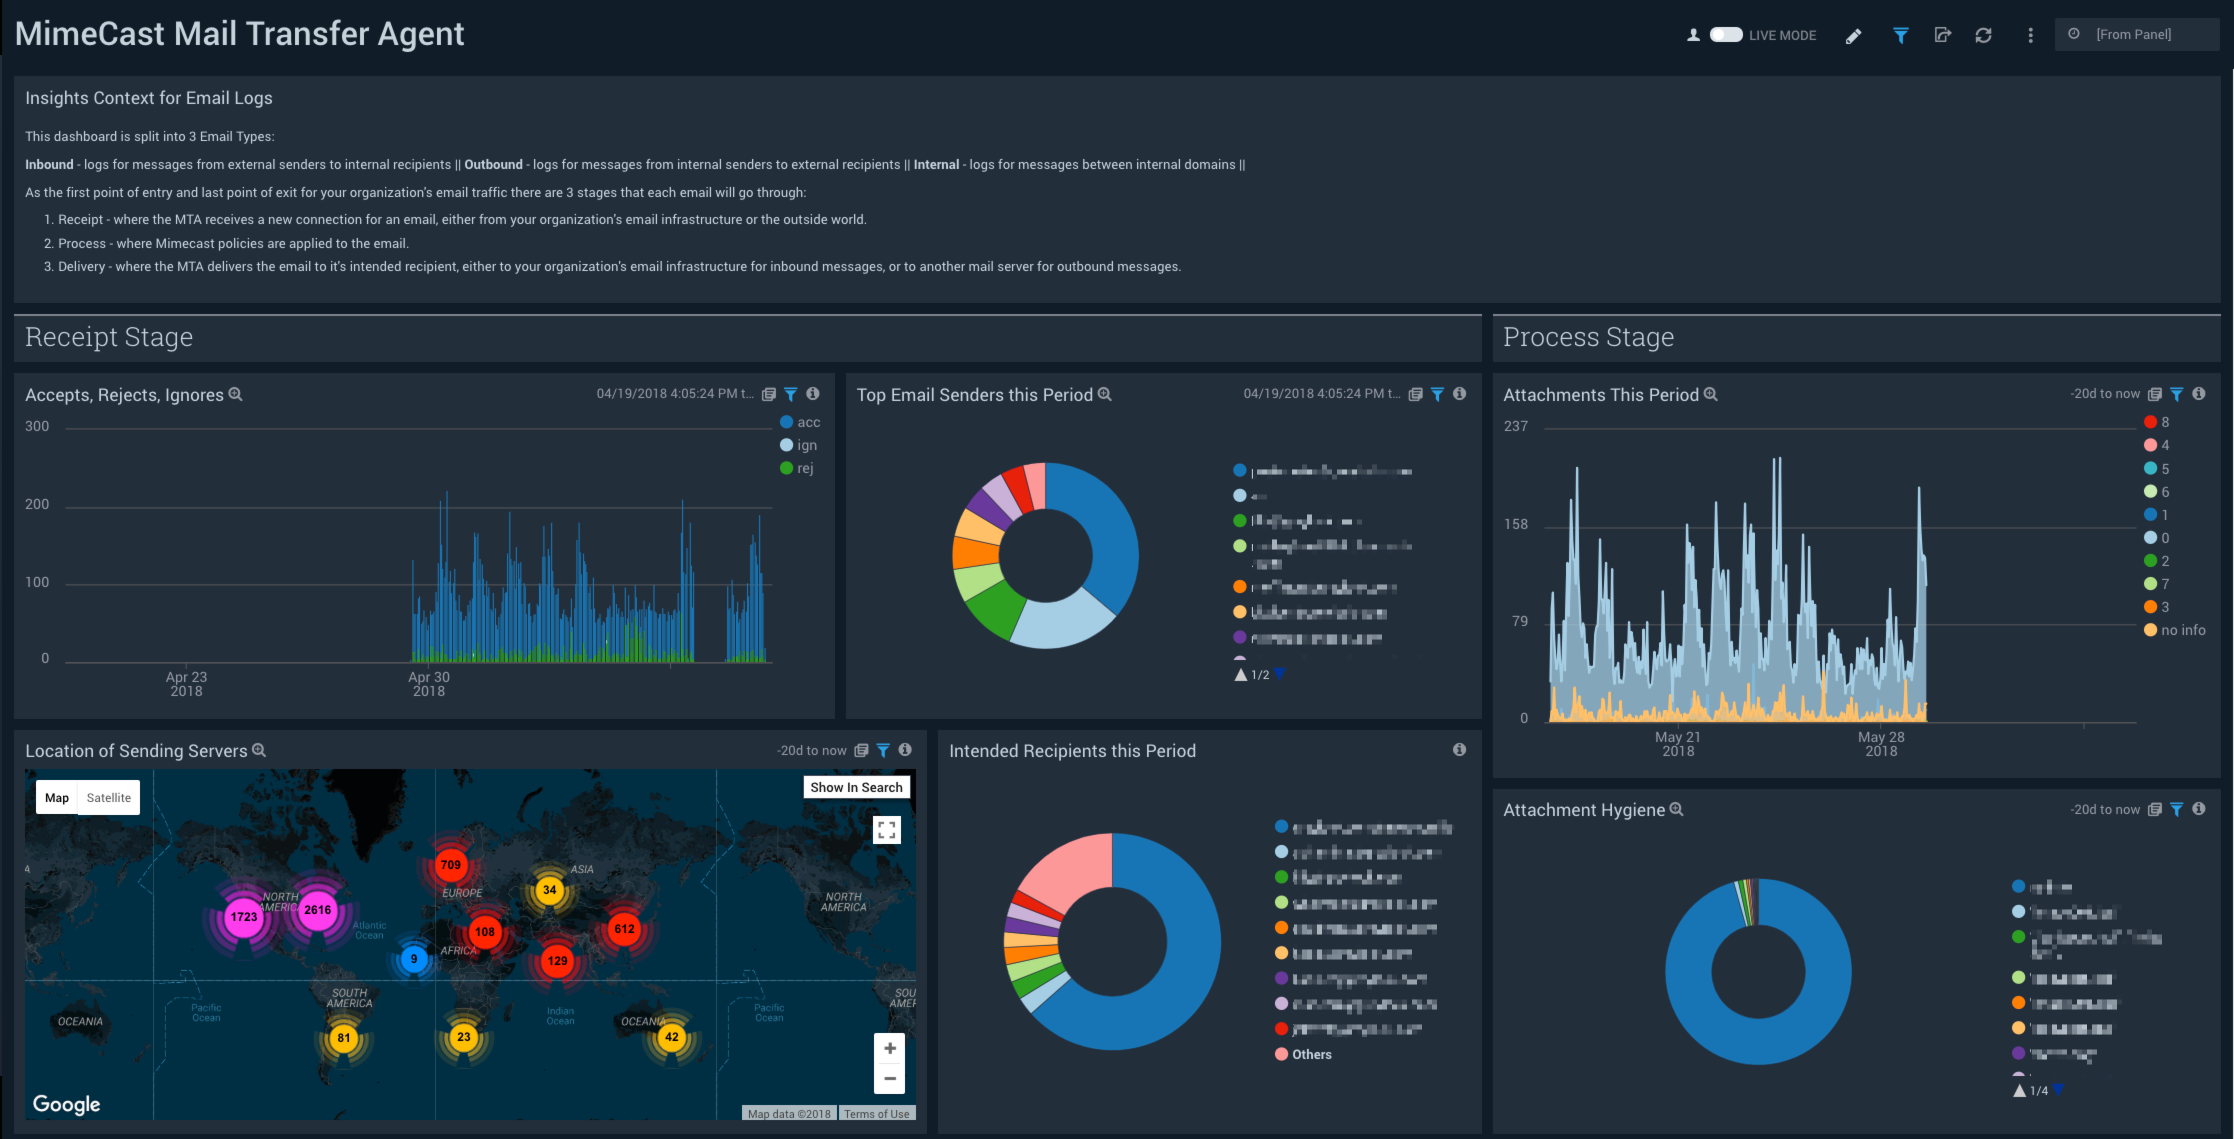 MimeCast Mail Transfer Agent
LIVE MODE
[From Panel]
Insights Context for Email Logs
This dashboard is split into 3 Email Types:
Inbound - logs for messages from external senders to internal recipients || Outbound - logs for messages from internal senders to external recipients || Internal - logs for messages between internal domains ||
As the first point of entry and last point of exit for your organization's email traffic there are 3 stages that each email will go through:
1. Receipt - where the MTA receives a new connection for an email, either from your organization's email infrastructure or the outside world.
2. Process - where Mimecast policies are applied to the email.
3. Delivery - where the MTA delivers the email to it's intended recipient, either to your organization's email infrastructure for inbound messages, or to another mail server for outbound messages.
Receipt Stage
Process Stage
Accepts, Rejects, Ignores
04/19/2018 4:05:24 PM t...
300
200
100
0
acc
ign
rej
Apr 23
2018
Apr 30
2018
Top Email Senders this Period
04/19/2018 4:05:24 PM t...
1/2
Attachments This Period
-20d to now
237
158
79
0
8
4
5
6
1
0
2
7
3
no info
May 21
2018
May 28
2018
Location of Sending Servers
-20d to now
Map
Satellite
Show In Search
709
34
ASIA
EUROPE
NORTH
AMERICA
1723
2616
Atlantic
Ocean
108
612
AFRICA
9
129
NORTH
AMERICA
SOUTH
AMERICA
SOU
AMER
Pacific
Ocean
Indian
Ocean
Pacific
Ocean
OCEANIA
OCEANIA
81
23
42
Google
Map data ©2018
Terms of Use
Intended Recipients this Period
Others
Attachment Hygiene
-20d to now
1/4